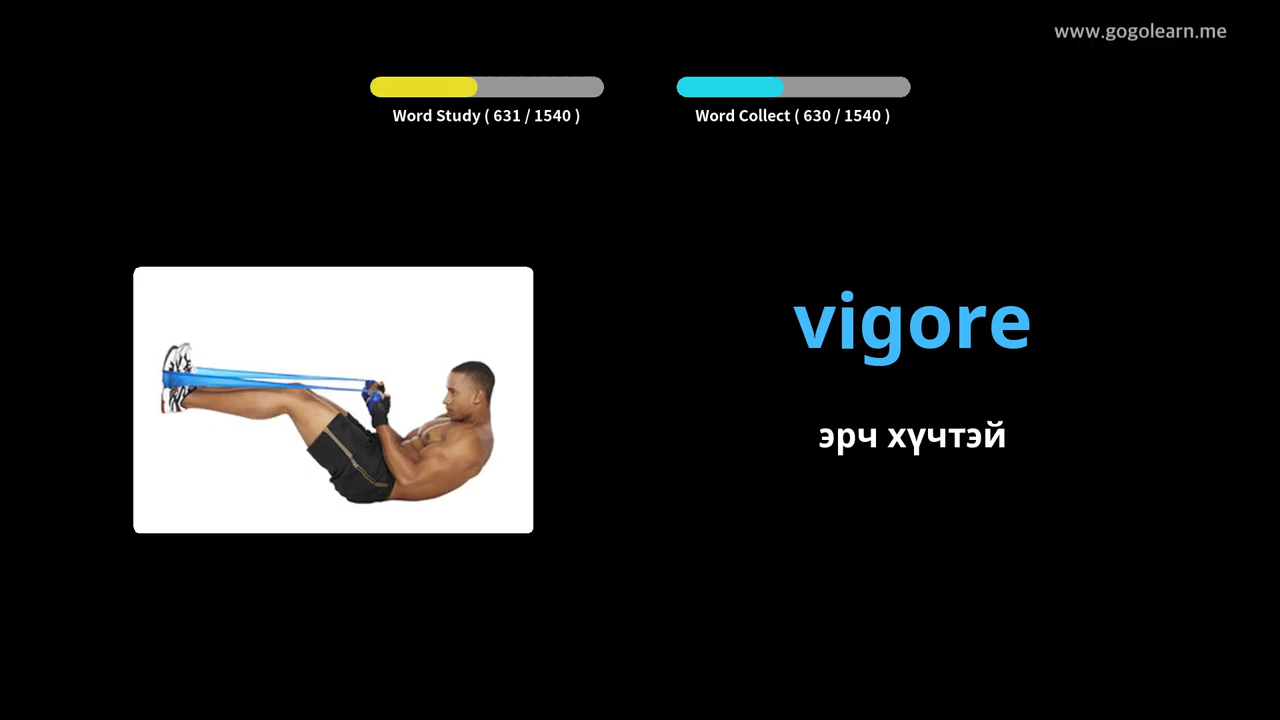 www.gogolearn.me
Word Study ( 631 / 1540 )
Word Collect ( 630 / 1540 )
vigore
эрч хүчтэй